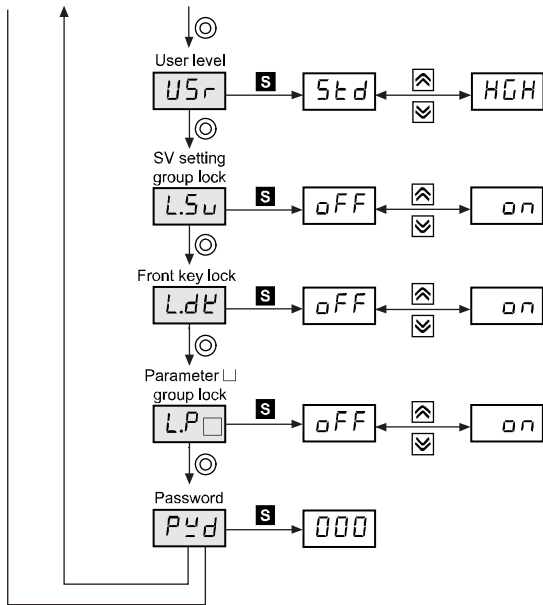 User level
USr S Std HGH
SV setting
group lock
L.Sv S oFF on
Front key lock
L.dK S oFF on
Parameter □
group lock
L.P□ S oFF on
Password
PWd S 000